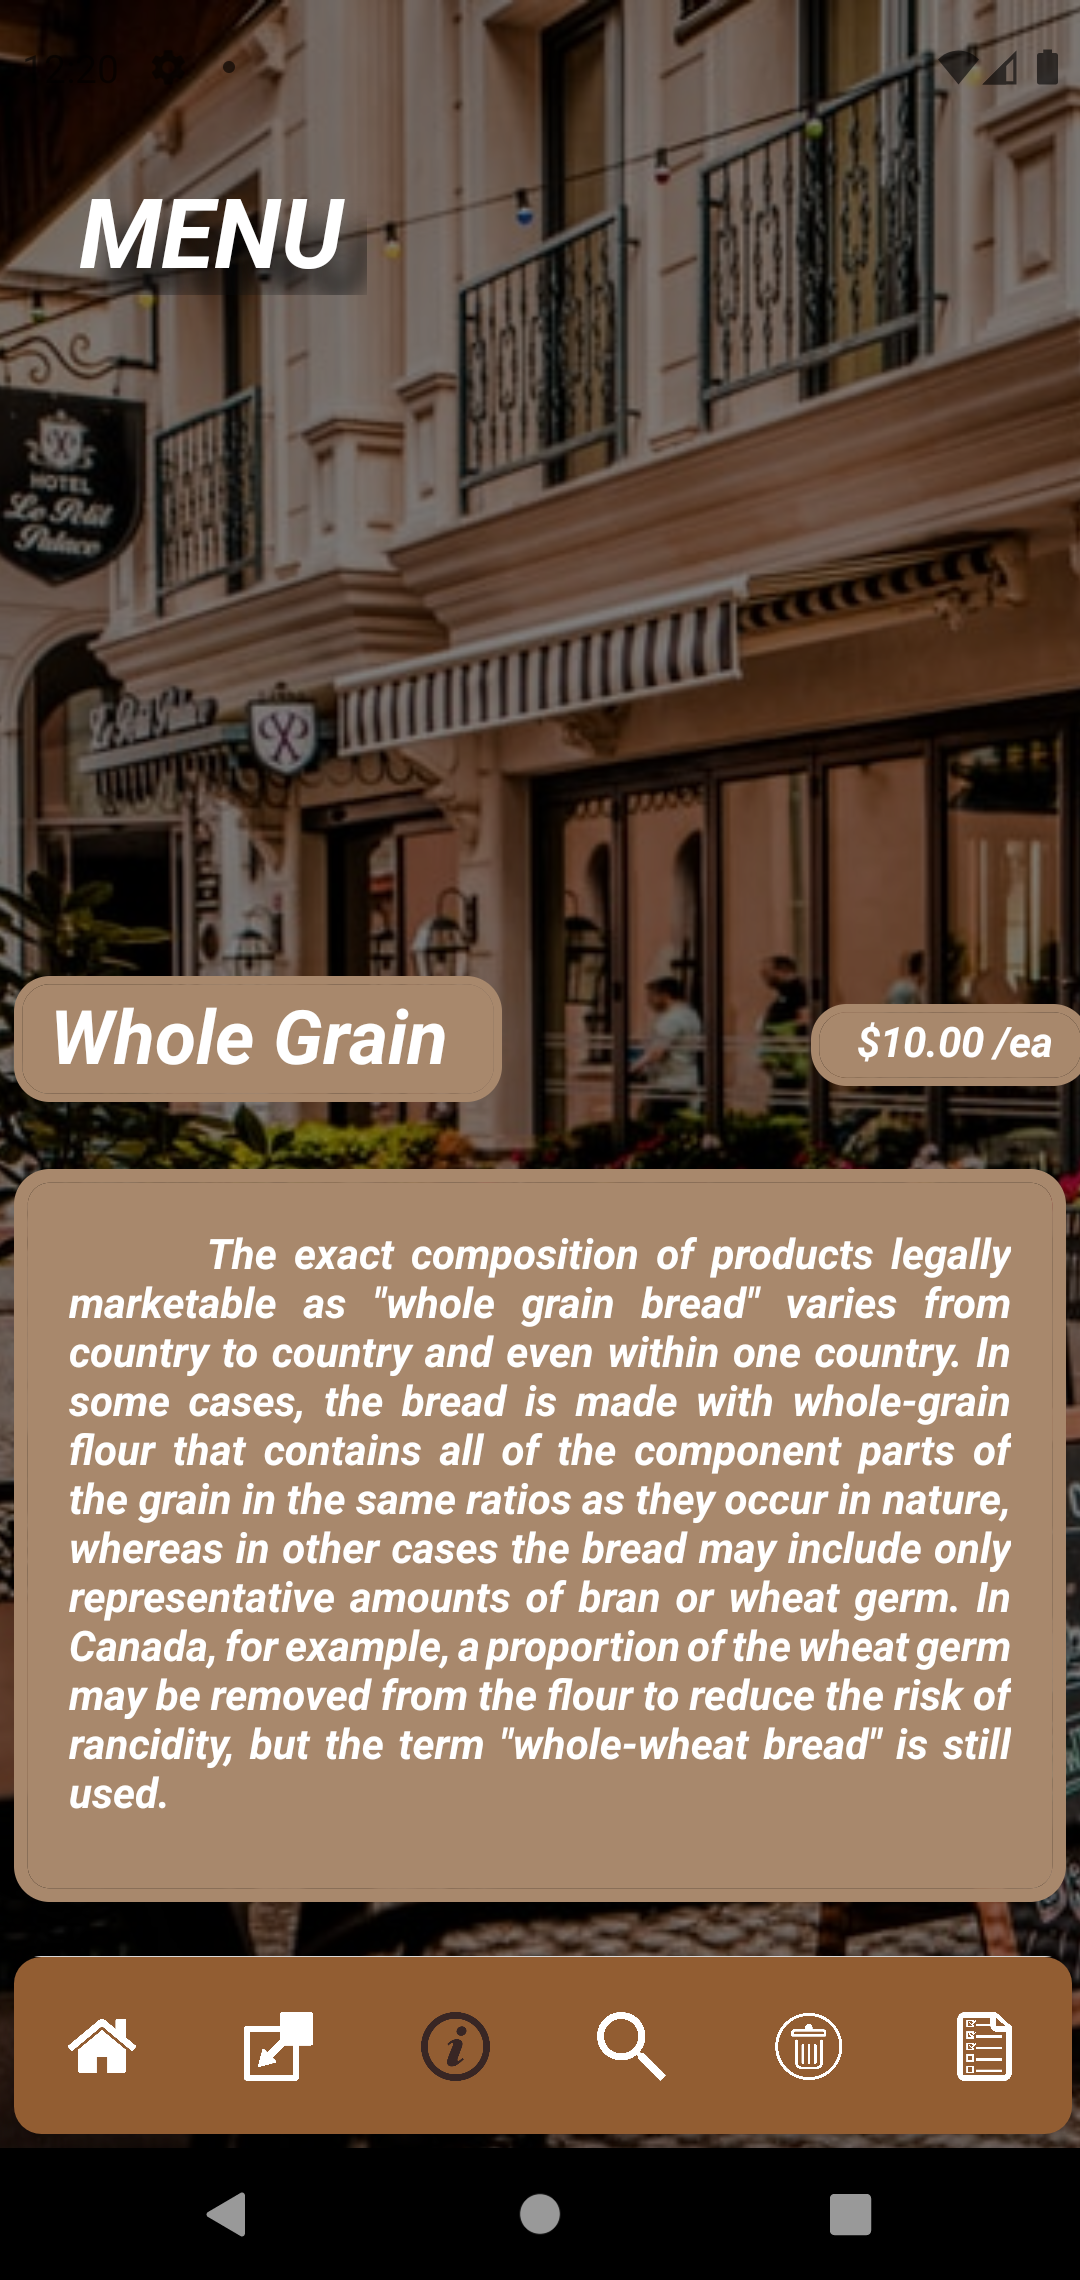 12:20
MENU
HOTEL
Le Petit
Palace
Le Petit Palace
Whole Grain
$10.00 /ea
The exact composition of products legally
marketable as "whole grain bread" varies from
country to country and even within one country. In
some cases, the bread is made with whole-grain
flour that contains all of the component parts of
the grain in the same ratios as they occur in nature,
whereas in other cases the bread may include only
representative amounts of bran or wheat germ. In
Canada, for example, a proportion of the wheat germ
may be removed from the flour to reduce the risk of
rancidity, but the term "whole-wheat bread" is still
used.